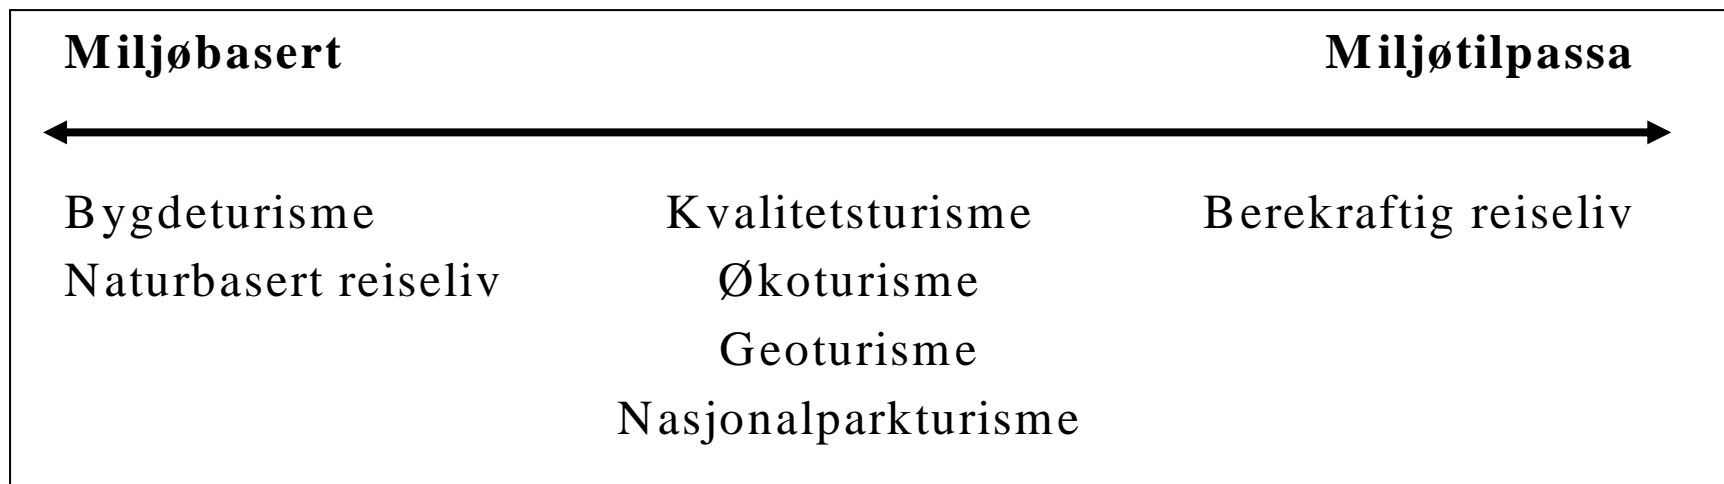 Miljøbasert Miljøtilpassa
Bygdeturisme Kvalitetsturisme Berekraftig reiseliv
Naturbasert reiseliv Økoturisme
Geoturisme
Nasjonalparkturisme